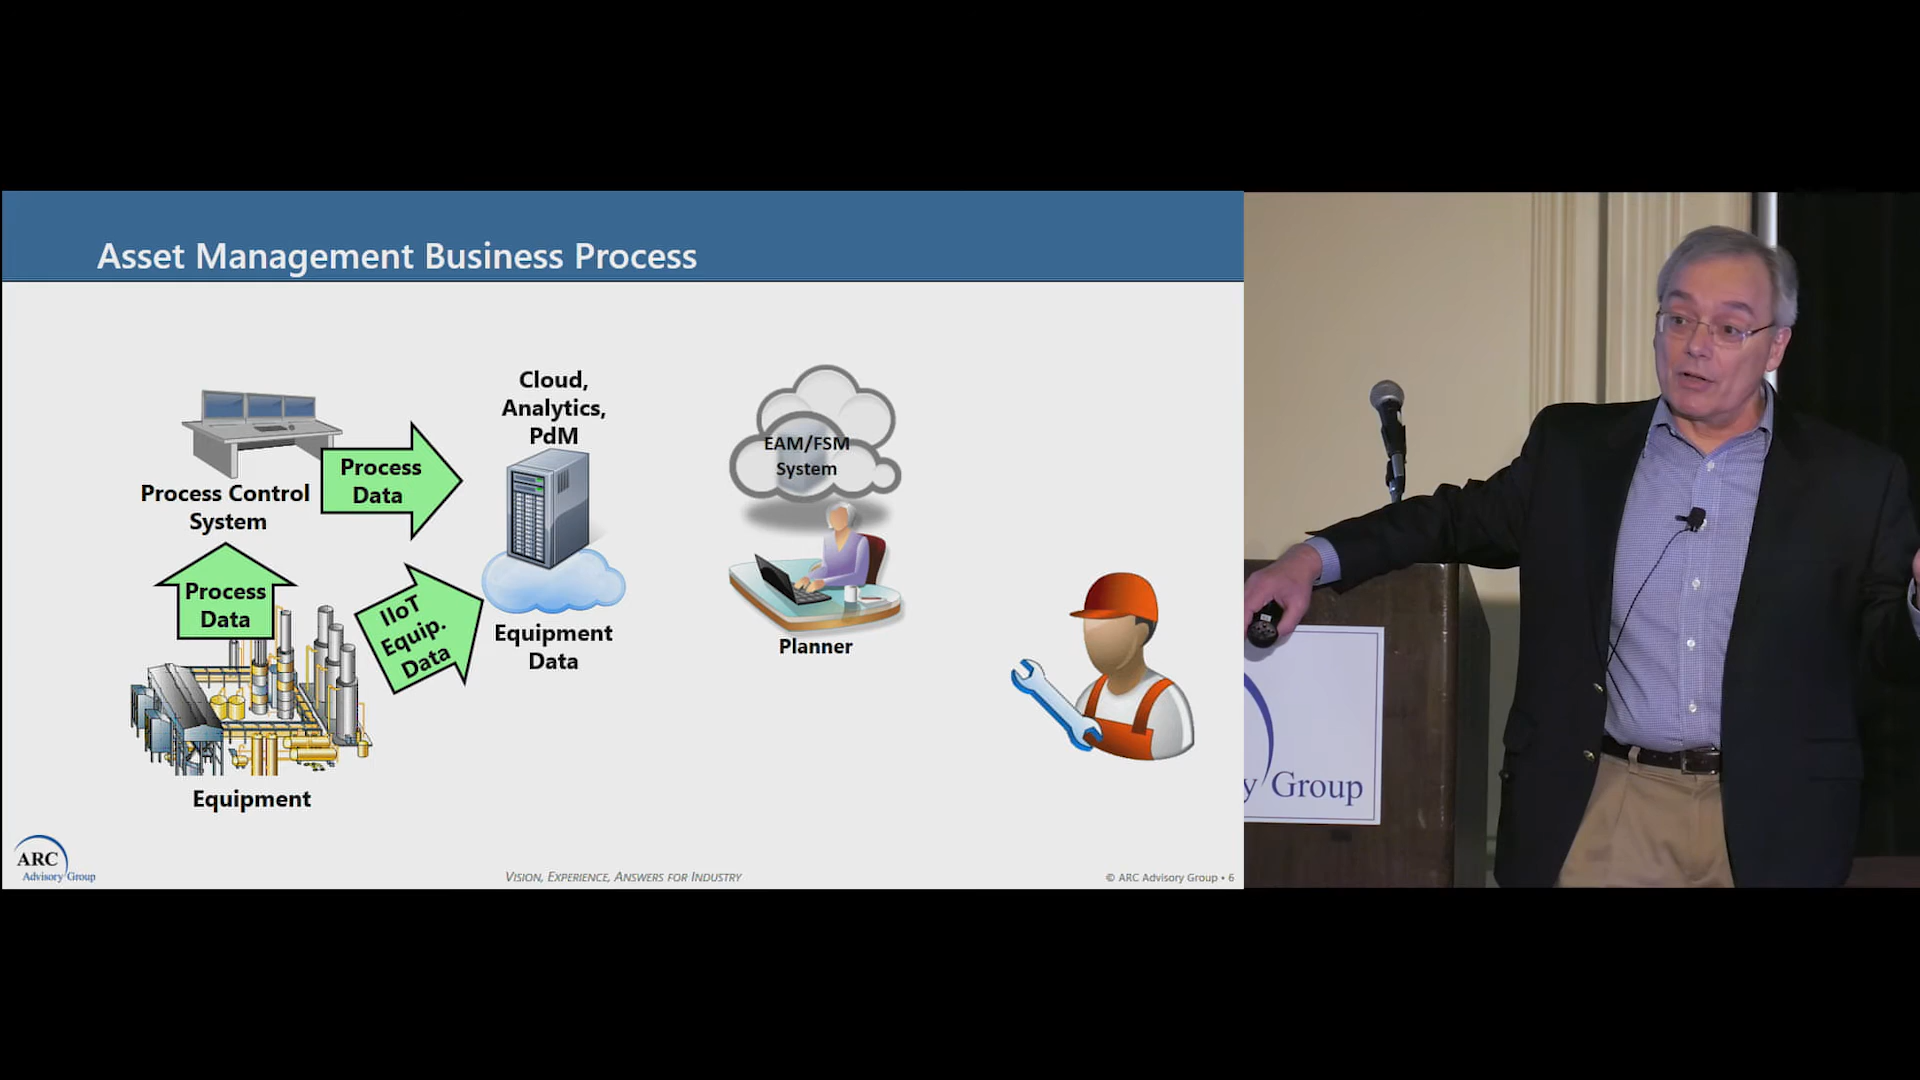 Asset Management Business Process
Cloud,
Analytics,
PdM
EAM/FSM
System
Process
Data
Process Control
System
Process
Data
IIoT
Equip.
Data
Equipment
Data
Planner
Equipment
ARC
Advisory Group
VISION, EXPERIENCE, ANSWERS FOR INDUSTRY
© ARC Advisory Group • 6
y Group